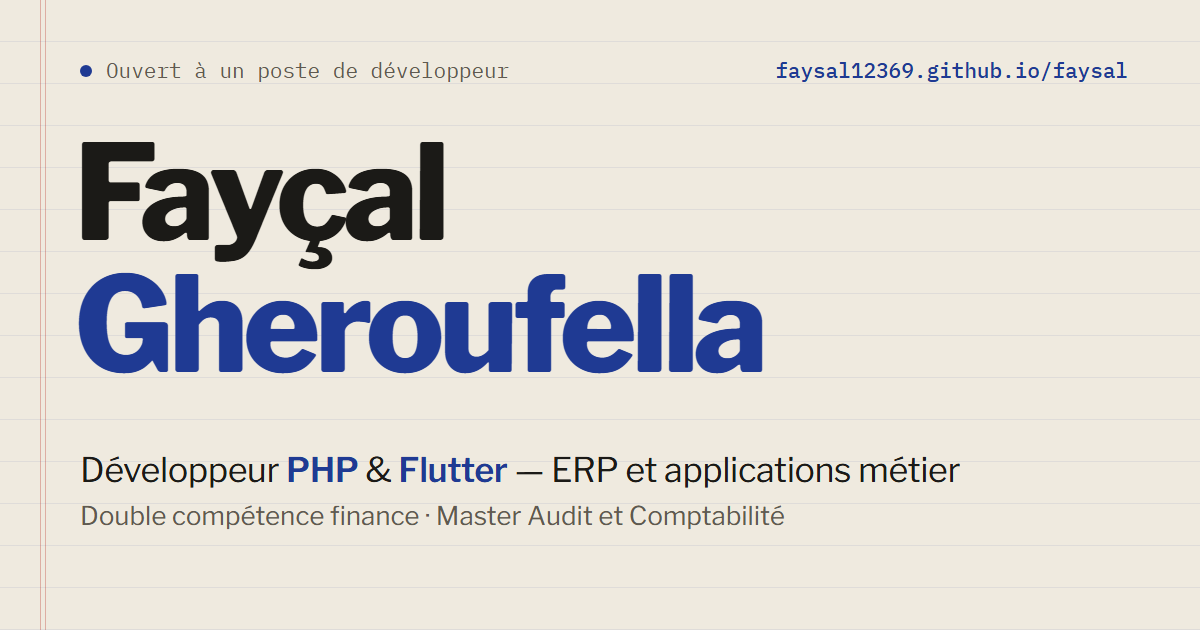 Ouvert à un poste de développeur
faysal12369.github.io/faysal
Fayçal
Gheroufella
Développeur PHP & Flutter — ERP et applications métier
Double compétence finance · Master Audit et Comptabilité